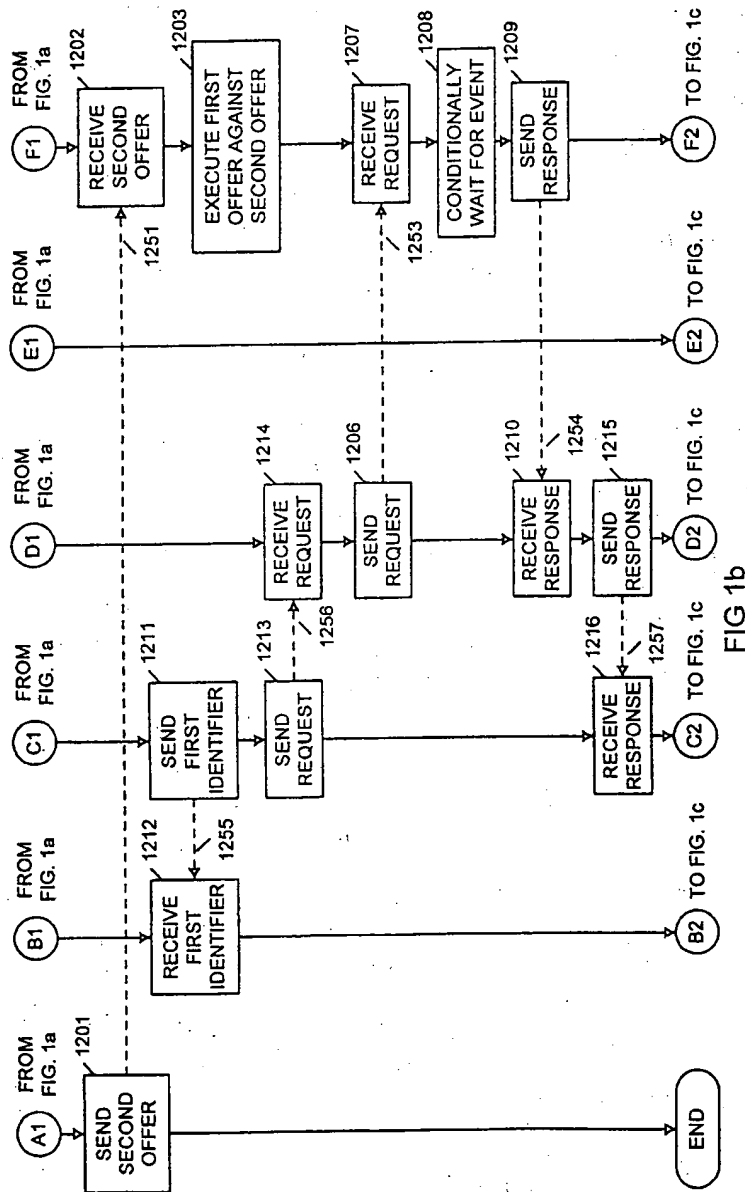 FROM
FIG. 1a
A1
1201
SEND
SECOND
OFFER
END
FROM
FIG. 1a
B1
1212
RECEIVE
FIRST
IDENTIFIER
1255
B2
TO FIG. 1c
FROM
FIG. 1a
C1
1211
SEND
FIRST
IDENTIFIER
1213
SEND
REQUEST
1256
1216
RECEIVE
RESPONSE
1257
C2
TO FIG. 1c
FROM
FIG. 1a
D1
1214
RECEIVE
REQUEST
1206
SEND
REQUEST
1210
RECEIVE
RESPONSE
1254
1215
SEND
RESPONSE
D2
TO FIG. 1c
FROM
FIG. 1a
E1
E2
TO FIG. 1c
FROM
FIG. 1a
F1
1202
RECEIVE
SECOND
OFFER
1251
1203
EXECUTE FIRST
OFFER AGAINST
SECOND OFFER
1207
RECEIVE
REQUEST
1253
1208
CONDITIONALLY
WAIT FOR EVENT
1209
SEND
RESPONSE
F2
TO FIG. 1c
FIG 1b